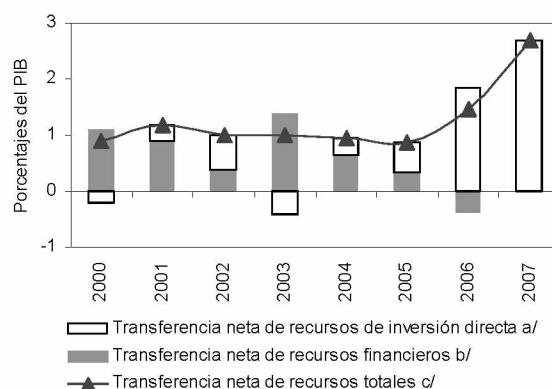 Porcentajes del PIB
3
2
1
0
-1
2000 2001 2002 2003 2004 2005 2006 2007
Transferencia neta de recursos de inversión directa a/
Transferencia neta de recursos financieros b/
Transferencia neta de recursos totales c/